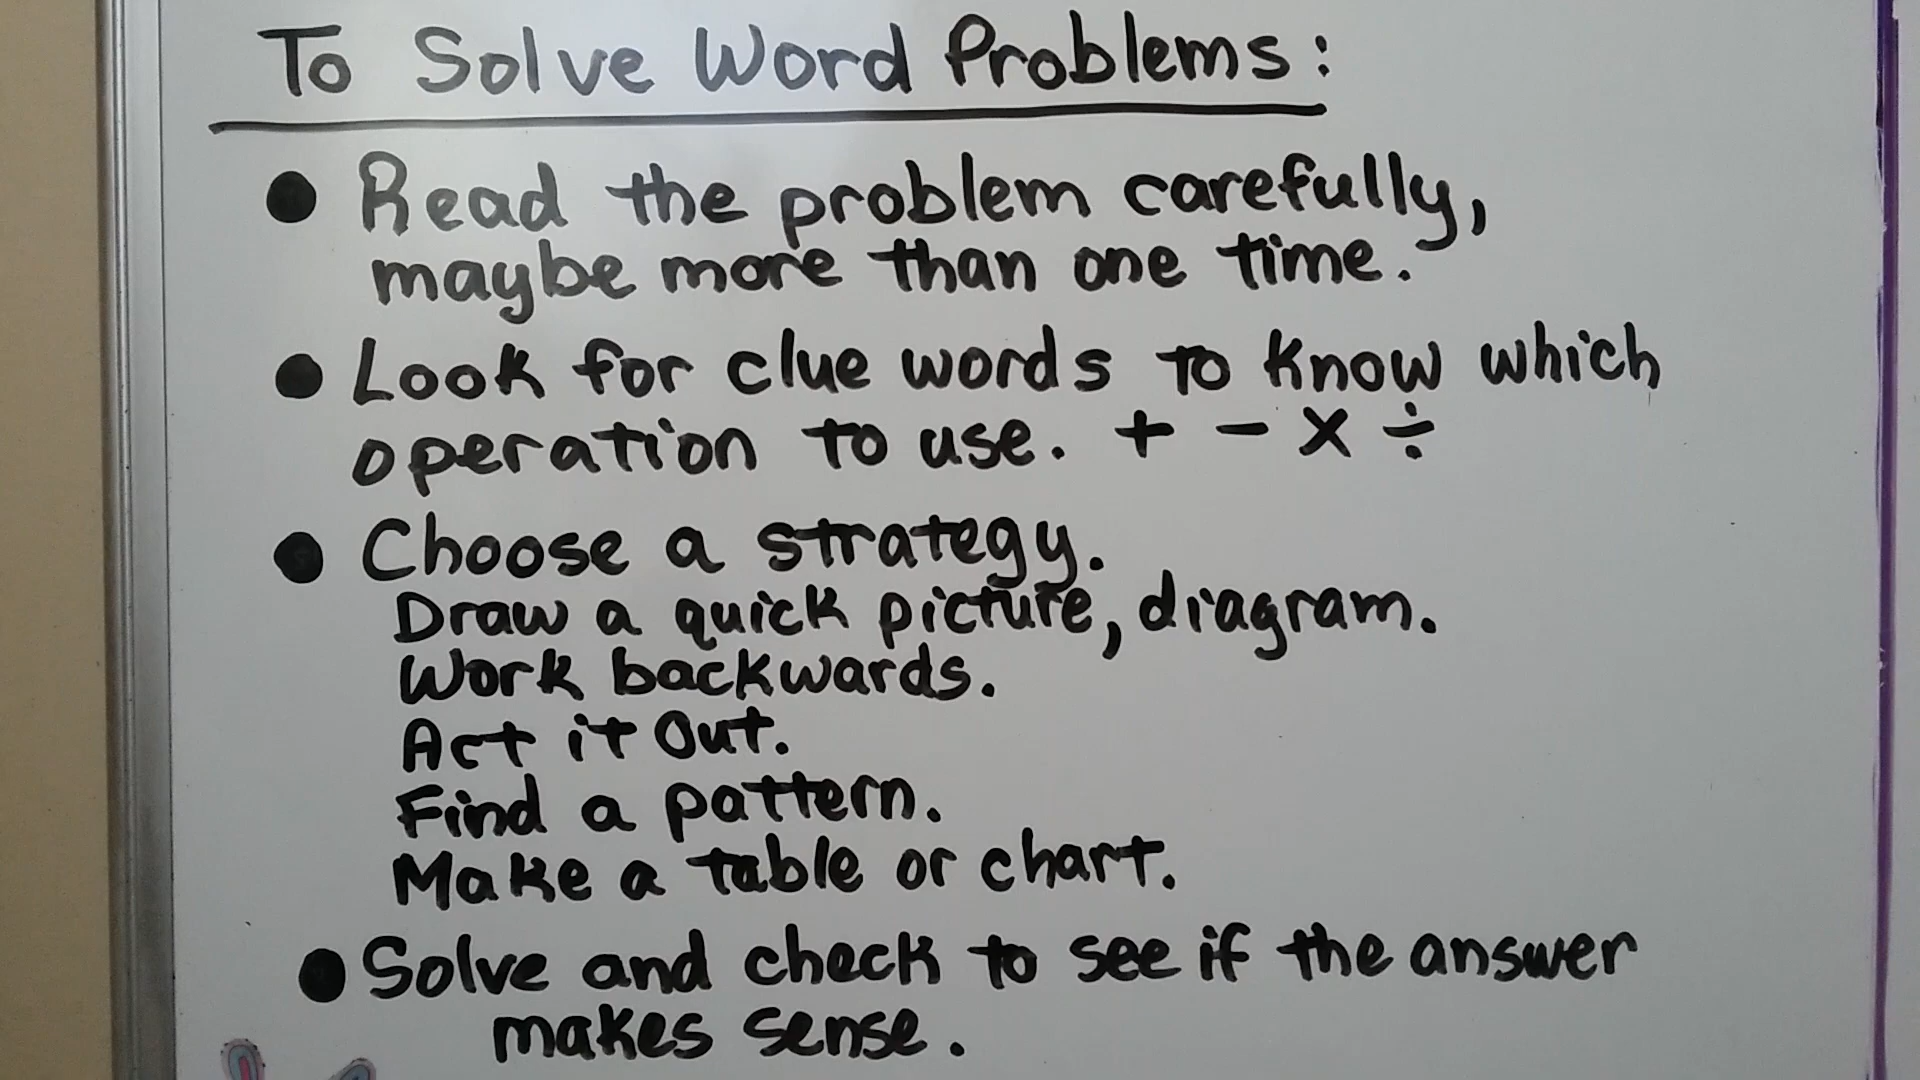 To Solve Word Problems:
● Read the problem carefully,
maybe more than one time.
● Look for clue words to know which
operation to use. + - x ÷
● Choose a strategy.
Draw a quick picture, diagram.
Work backwards.
Act it Out.
Find a pattern.
Make a table or chart.
● Solve and check to see if the answer
makes sense.